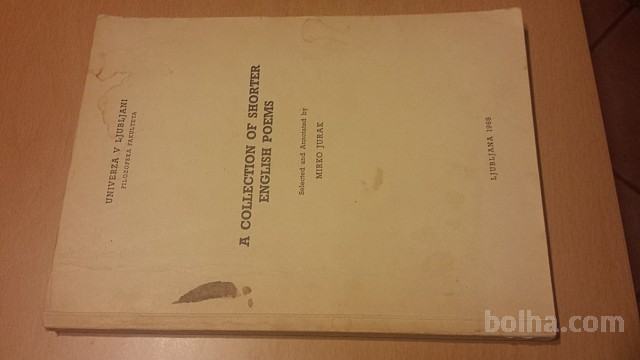 UNIVERZA V LJUBLJANI
FILOZOFSKA FAKULTETA
A COLLECTION OF SHORTER
ENGLISH POEMS
Selected and Annotated by
MIRKO JURAK
LJUBLJANA 1968
bolha.com